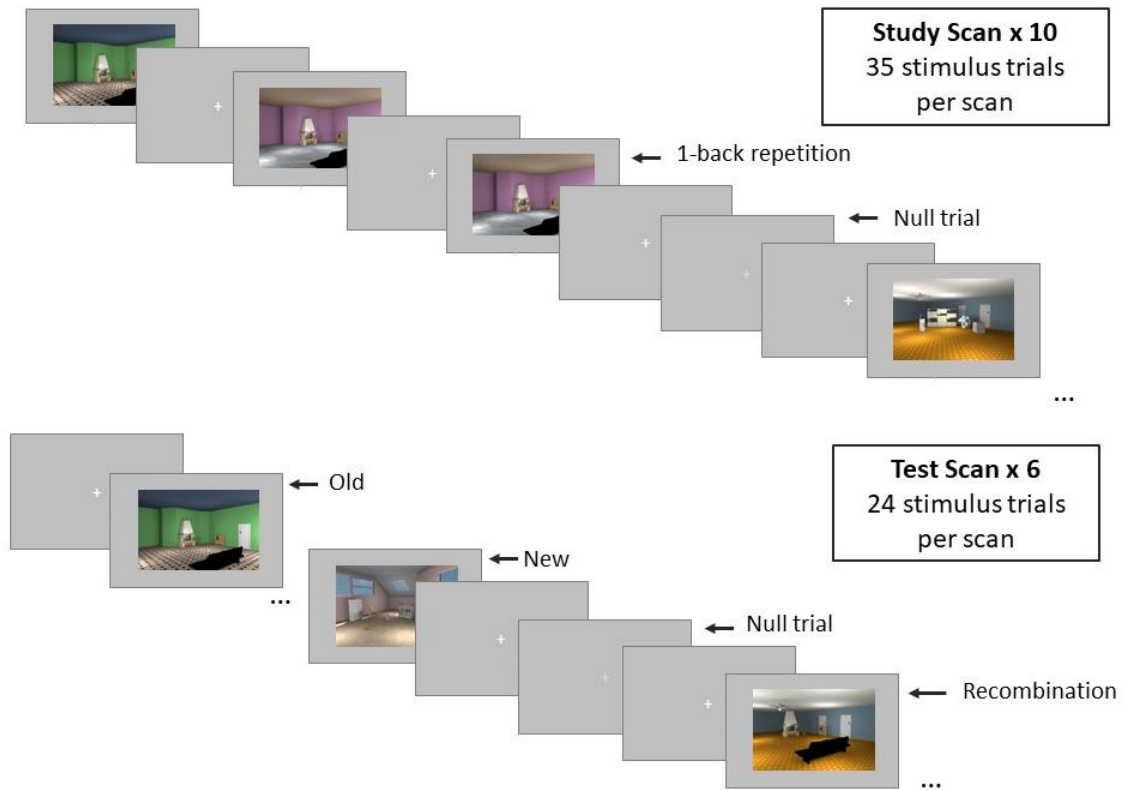 Study Scan x 10
35 stimulus trials
per scan
1-back repetition
Null trial
...
Test Scan x 6
24 stimulus trials
per scan
Old
...
New
Null trial
Recombination
...